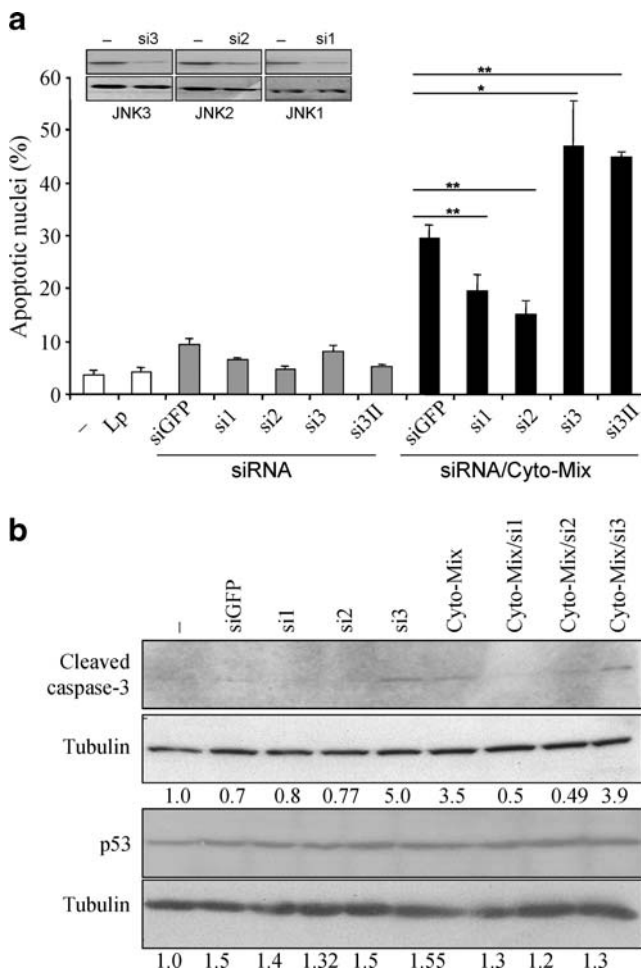 a
– si3 – si2 – si1
JNK3 JNK2 JNK1
Apoptotic nuclei (%)
60
50
40
30
20
10
0
** 
*
**
**
– Lp siGFP si1 si2 si3 si3II siGFP si1 si2 si3 si3II
siRNA siRNA/Cyto-Mix
b
– siGFP si1 si2 si3 Cyto-Mix Cyto-Mix/si1 Cyto-Mix/si2 Cyto-Mix/si3
Cleaved
caspase-3
Tubulin
1.0 0.7 0.8 0.77 5.0 3.5 0.5 0.49 3.9
p53
Tubulin
1.0 1.5 1.4 1.32 1.5 1.55 1.3 1.2 1.3